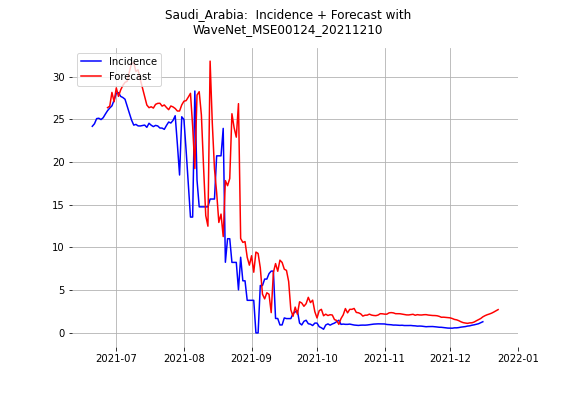 Saudi_Arabia:  Incidence + Forecast with
WaveNet_MSE00124_20211210
Incidence
Forecast
30
25
20
15
10
5
0
2021-07 2021-08 2021-09 2021-10 2021-11 2021-12 2022-01